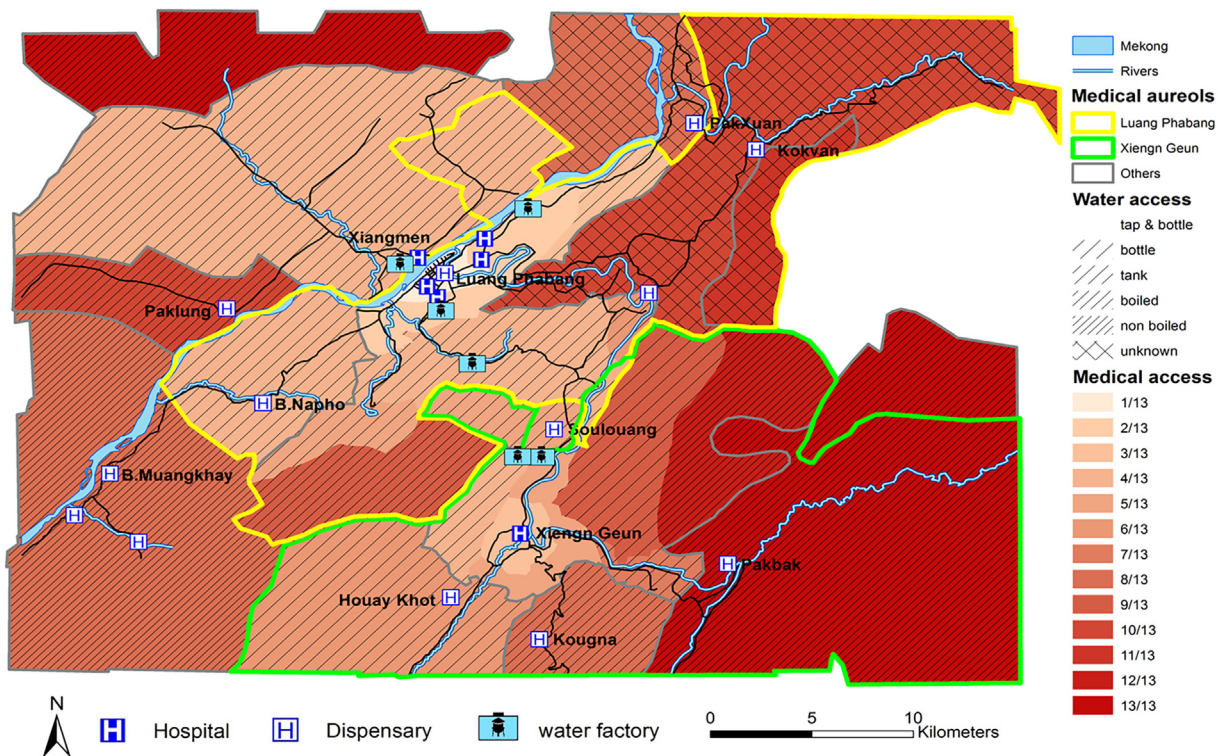 PakXuan
Kokvan
Xiangmen
Luang Phabang
Paklung
B.Napho
Soulouang
B.Muangkhay
Xiengn Geun
Pakbak
Houay Khot
Kougna
Mekong
Rivers
Medical aureols
Luang Phabang
Xiengn Geun
Others
Water access
tap & bottle
bottle
tank
boiled
non boiled
unknown
Medical access
1/13
2/13
3/13
4/13
5/13
6/13
7/13
8/13
9/13
10/13
11/13
12/13
13/13
N
H Hospital
H Dispensary
water factory
0 5 10
Kilometers